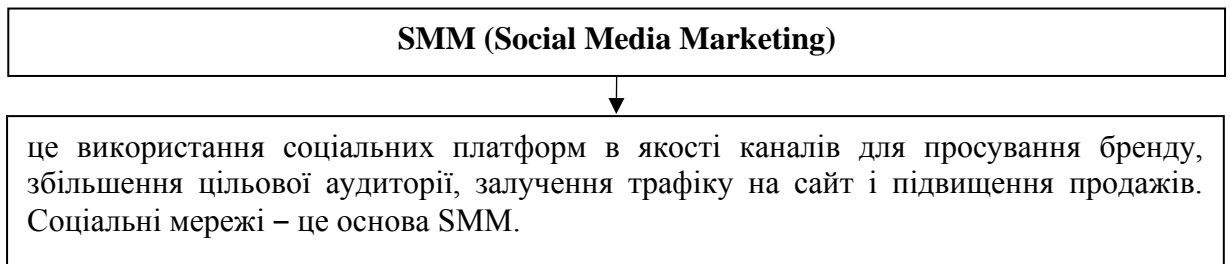 SMM (Social Media Marketing)
це використання соціальних платформ в якості каналів для просування бренду,
збільшення цільової аудиторії, залучення трафіку на сайт і підвищення продажів.
Соціальні мережі – це основа SMM.